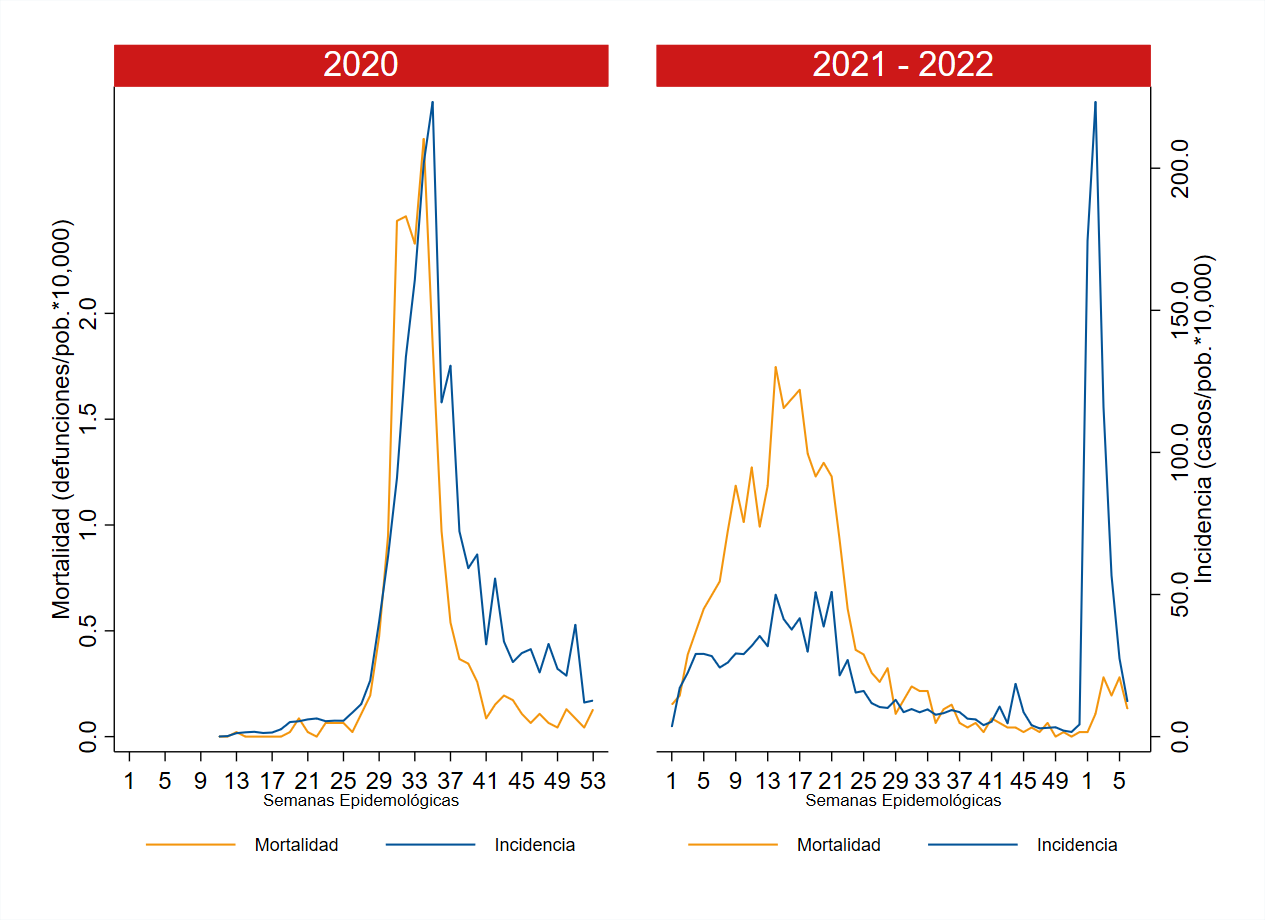 2020
2021 - 2022
Mortalidad (defunciones/pob.*10,000)
0.0 0.5 1.0 1.5 2.0
1 5 9 13 17 21 25 29 33 37 41 45 49 53
Semanas Epidemológicas
1 5 9 13 17 21 29 33 37 41 45 49 1 5
Semanas Epidemológicas
0.0 50.0 100.0 150.0 200.0
Incidencia (casos/pob.*10,000)
Mortalidad Incidencia
Mortalidad Incidencia